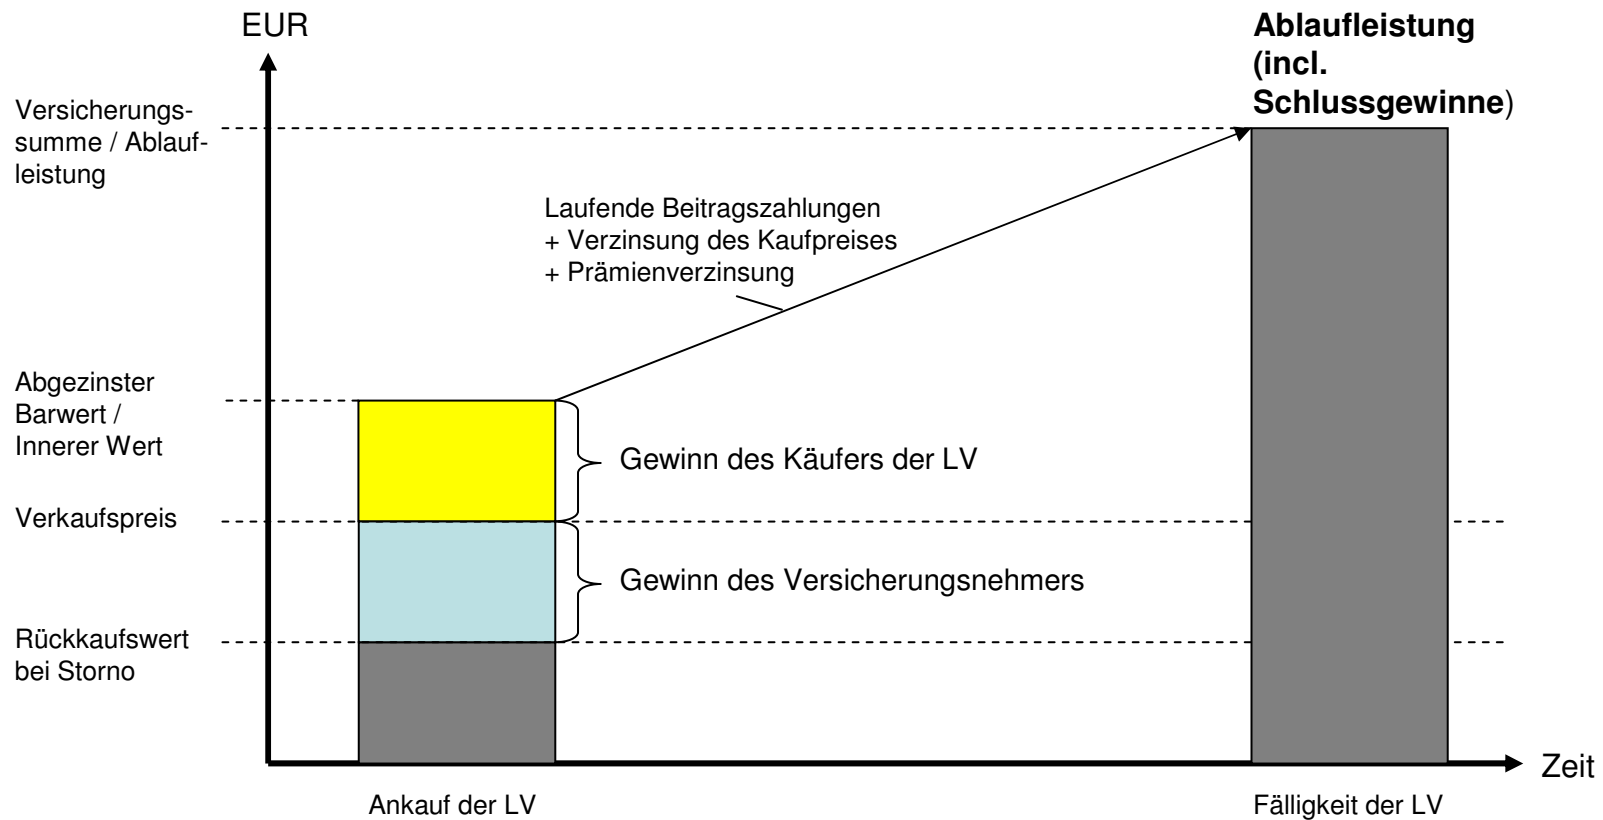 EUR
Ablaufleistung
(incl.
Schlussgewinne)
Versicherungs-
summe / Ablauf-
leistung
Laufende Beitragszahlungen
+ Verzinsung des Kaufpreises
+ Prämienverzinsung
Abgezinster
Barwert /
Innerer Wert
Gewinn des Käufers der LV
Verkaufspreis
Gewinn des Versicherungsnehmers
Rückkaufswert
bei Storno
Zeit
Ankauf der LV
Fälligkeit der LV